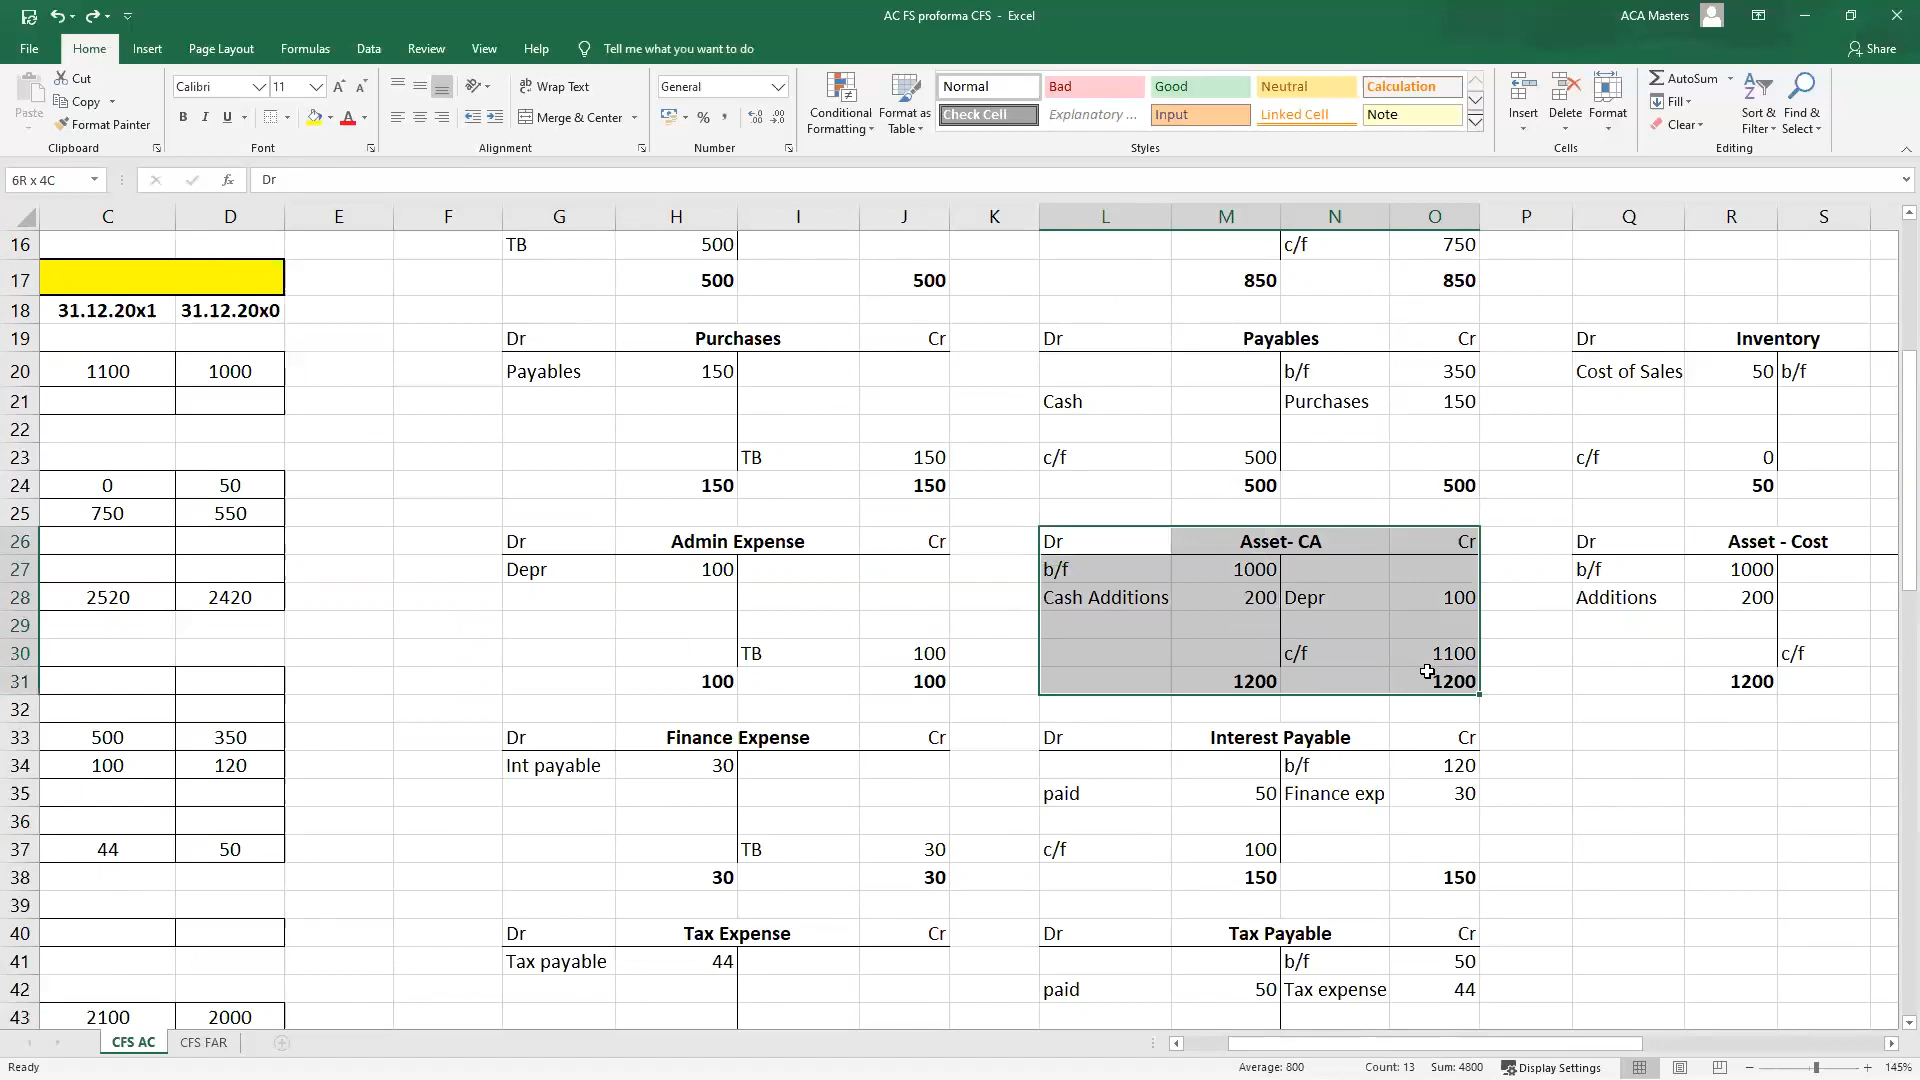 AC FS proforma CFS - Excel
ACA Masters
File Home Insert Page Layout Formulas Data Review View Help Tell me what you want to do Share
Paste Cut Copy Format Painter Clipboard
Calibri 11 B I U Font
Wrap Text Merge & Center Alignment
General % Number
Conditional Formatting Format as Table
Normal Bad Good Neutral Calculation
Check Cell Explanatory ... Input Linked Cell Note
Styles
Insert Delete Format Cells
AutoSum Fill Clear Sort & Filter Find & Select Editing
6R x 4C fx Dr
C D E F G H I J K L M N O P Q R S
16 TB 500 c/f 750
17 500 500 850 850
18 31.12.20x1 31.12.20x0
19 Dr Purchases Cr Dr Payables Cr Dr Inventory
20 1100 1000 Payables 150 b/f 350 Cost of Sales 50 b/f
21 Cash Purchases 150
22
23 TB 150 c/f 500 c/f 0
24 0 50 150 150 500 500 50
25 750 550
26 Dr Admin Expense Cr Dr Asset- CA Cr Dr Asset - Cost
27 Depr 100 b/f 1000 b/f 1000
28 2520 2420 Cash Additions 200 Depr 100 Additions 200
29
30 TB 100 c/f 1100 c/f
31 100 100 1200 1200 1200
32
33 500 350 Dr Finance Expense Cr Dr Interest Payable Cr
34 100 120 Int payable 30 b/f 120
35 paid 50 Finance exp 30
36
37 44 50 TB 30 c/f 100
38 30 30 150 150
39
40 Dr Tax Expense Cr Dr Tax Payable Cr
41 Tax payable 44 b/f 50
42 paid 50 Tax expense 44
43 2100 2000
CFS AC CFS FAR
Ready Average: 800 Count: 13 Sum: 4800 Display Settings 145%